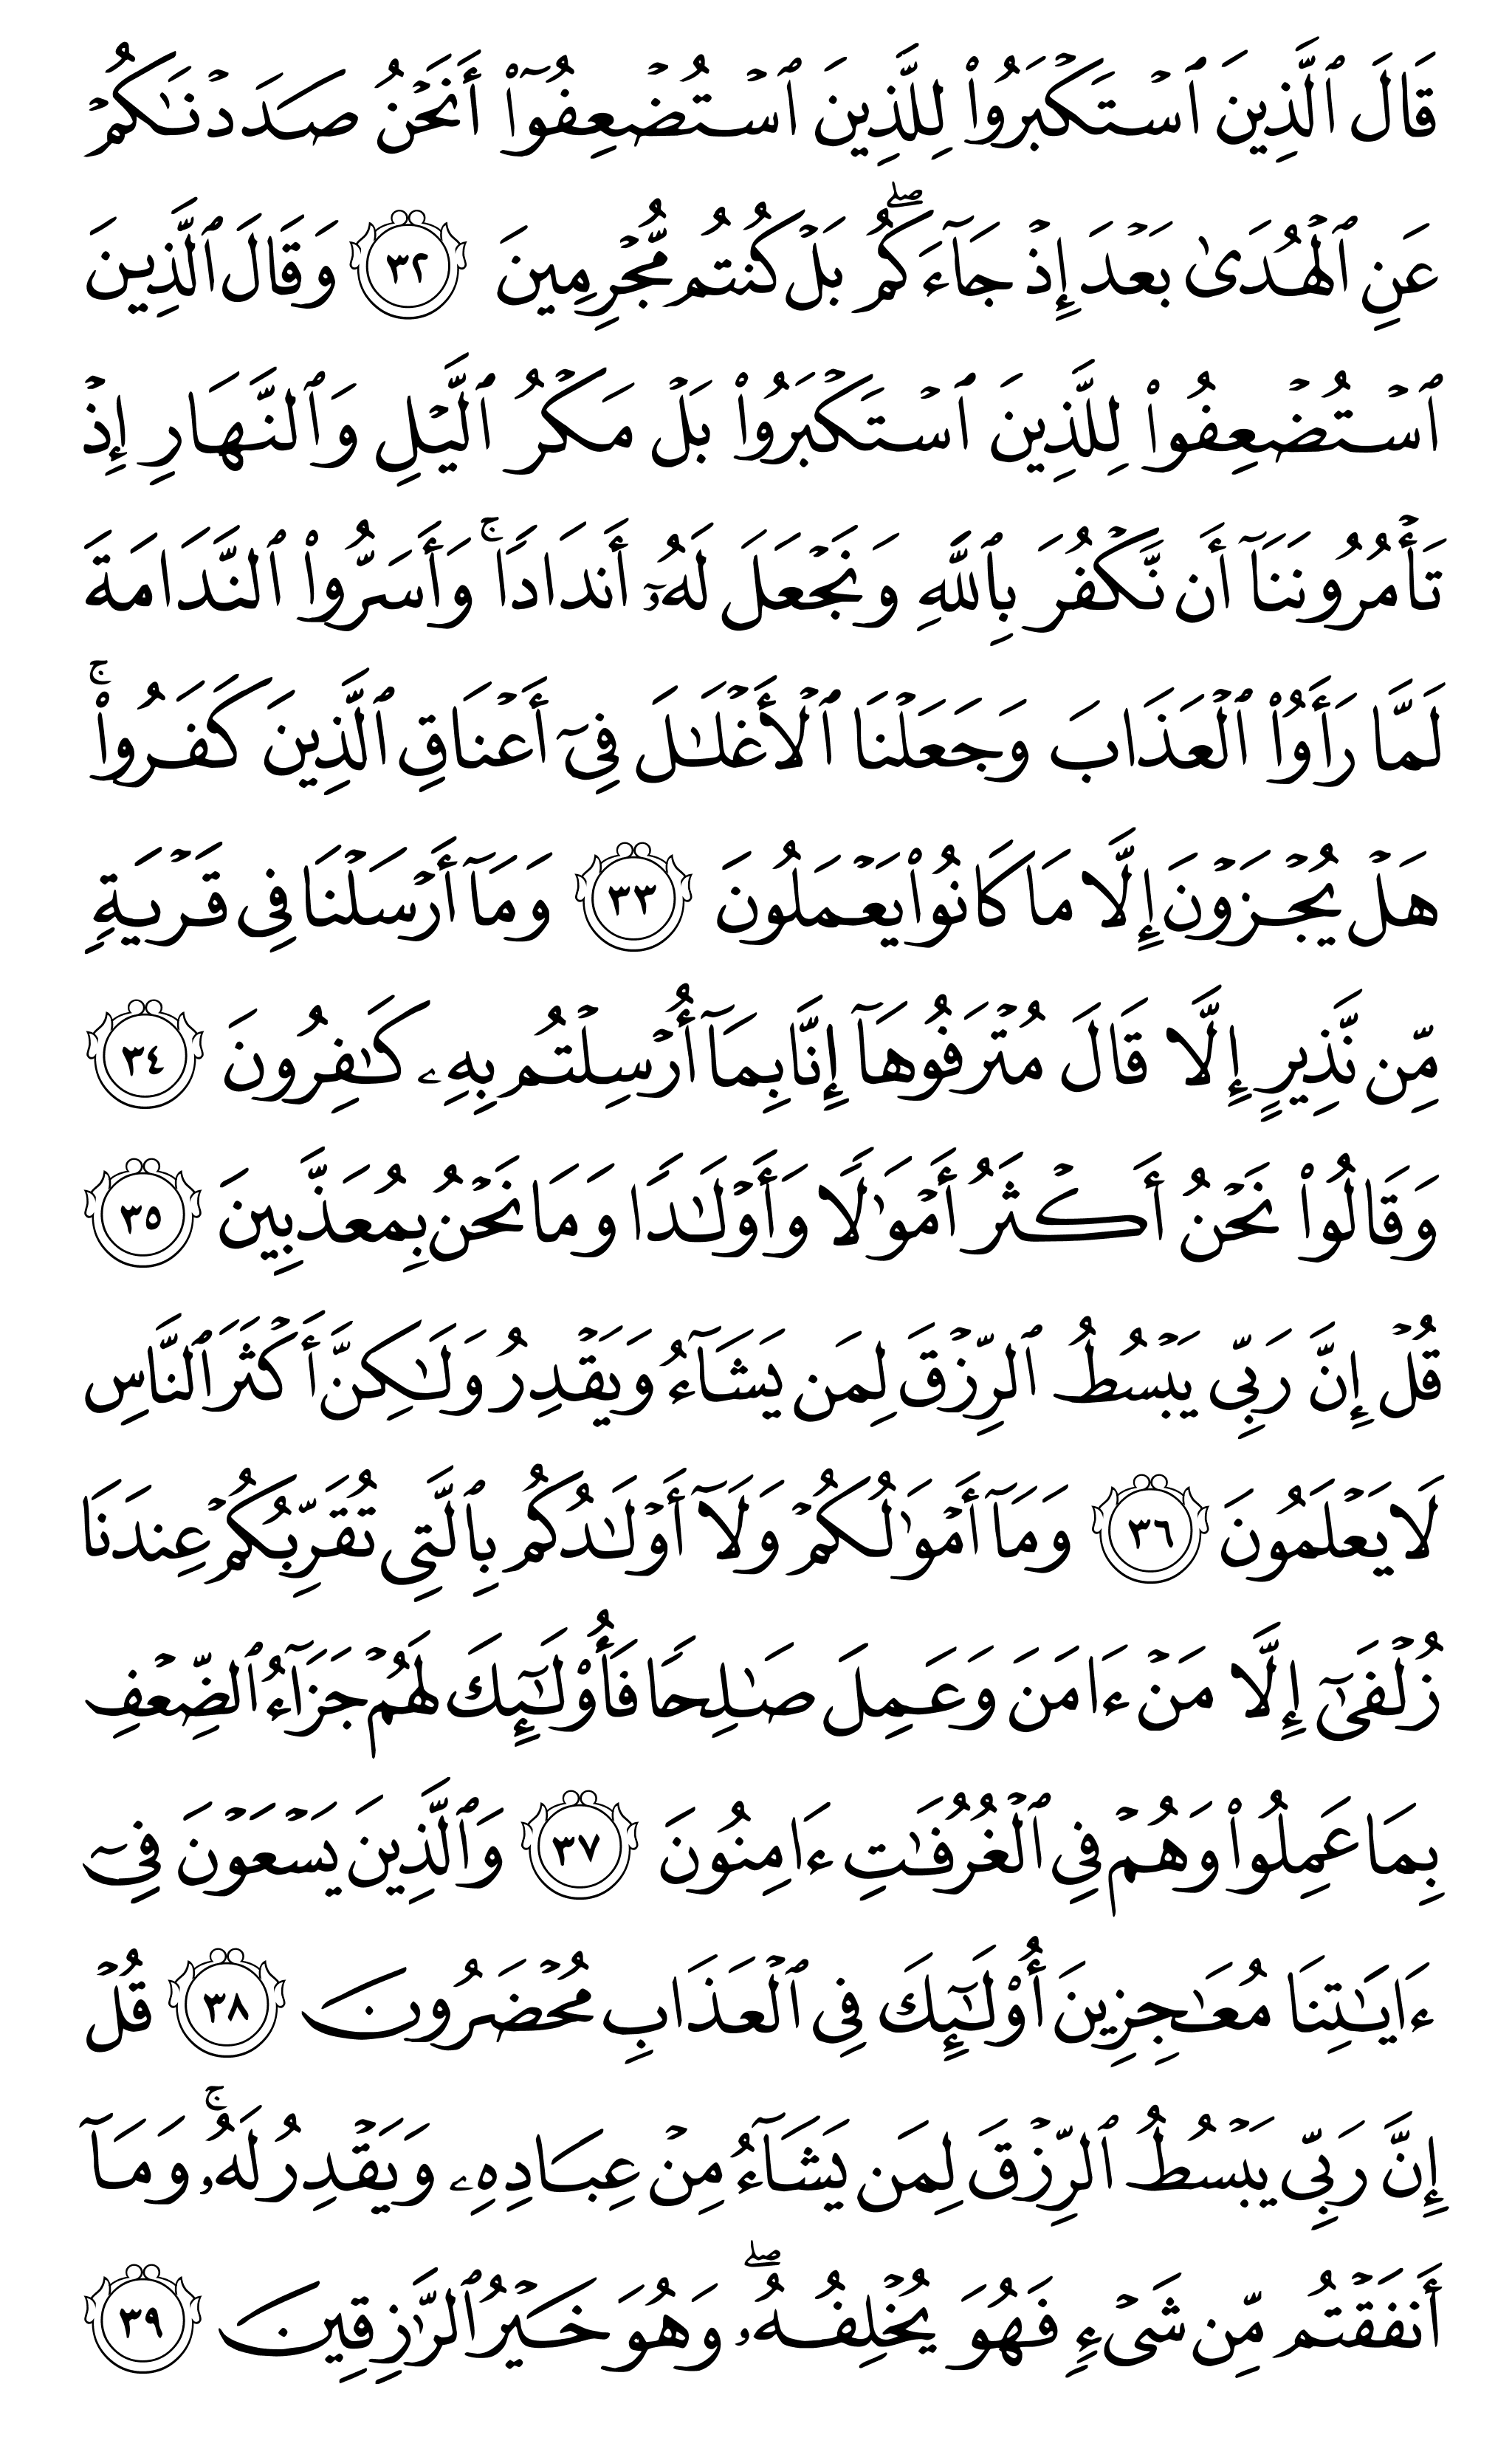 قَالَ ٱلَّذِينَ ٱسۡتَكۡبَرُواْ لِلَّذِينَ ٱسۡتُضۡعِفُوٓاْ أَنَحۡنُ صَدَدۡنَٰكُمۡ
عَنِ ٱلۡهُدَىٰ بَعۡدَ إِذۡ جَآءَكُمۖ بَلۡ كُنتُم مُّجۡرِمِينَ ٣٢ وَقَالَ ٱلَّذِينَ
ٱسۡتُضۡعِفُواْ لِلَّذِينَ ٱسۡتَكۡبَرُواْ بَلۡ مَكۡرُ ٱلَّيۡلِ وَٱلنَّهَارِ إِذۡ
تَأۡمُرُونَنَآ أَن نَّكۡفُرَ بِٱللَّهِ وَنَجۡعَلَ لَهُۥٓ أَندَادٗاۚ وَأَسَرُّواْ ٱلنَّدَامَةَ
لَمَّا رَأَوُاْ ٱلۡعَذَابَ وَجَعَلۡنَا ٱلۡأَغۡلَٰلَ فِيٓ أَعۡنَاقِ ٱلَّذِينَ كَفَرُواْۚ
هَلۡ يُجۡزَوۡنَ إِلَّا مَا كَانُواْ يَعۡمَلُونَ ٣٣ وَمَآ أَرۡسَلۡنَا فِي قَرۡيَةٖ
مِّن نَّذِيرٍ إِلَّا قَالَ مُتۡرَفُوهَآ إِنَّا بِمَآ أُرۡسِلۡتُم بِهِۦ كَٰفِرُونَ ٣٤
وَقَالُواْ نَحۡنُ أَكۡثَرُ أَمۡوَٰلٗا وَأَوۡلَٰدٗا وَمَا نَحۡنُ بِمُعَذَّبِينَ ٣٥
قُلۡ إِنَّ رَبِّي يَبۡسُطُ ٱلرِّزۡقَ لِمَن يَشَآءُ وَيَقۡدِرُ وَلَٰكِنَّ أَكۡثَرَ ٱلنَّاسِ
لَا يَعۡلَمُونَ ٣٦ وَمَآ أَمۡوَٰلُكُمۡ وَلَآ أَوۡلَٰدُكُم بِٱلَّتِي تُقَرِّبُكُمۡ عِندَنَا
زُلۡفَىٰٓ إِلَّا مَنۡ ءَامَنَ وَعَمِلَ صَٰلِحٗا فَأُوْلَٰٓئِكَ لَهُمۡ جَزَآءُ ٱلضِّعۡفِ
بِمَا عَمِلُواْ وَهُمۡ فِي ٱلۡغُرُفَٰتِ ءَامِنُونَ ٣٧ وَٱلَّذِينَ يَسۡعَوۡنَ فِيٓ
ءَايَٰتِنَا مُعَٰجِزِينَ أُوْلَٰٓئِكَ فِي ٱلۡعَذَابِ مُحۡضَرُونَ ٣٨ قُلۡ
إِنَّ رَبِّي يَبۡسُطُ ٱلرِّزۡقَ لِمَن يَشَآءُ مِنۡ عِبَادِهِۦ وَيَقۡدِرُ لَهُۥۚ وَمَآ
أَنفَقۡتُم مِّن شَيۡءٖ فَهُوَ يُخۡلِفُهُۥۖ وَهُوَ خَيۡرُ ٱلرَّٰزِقِينَ ٣٩